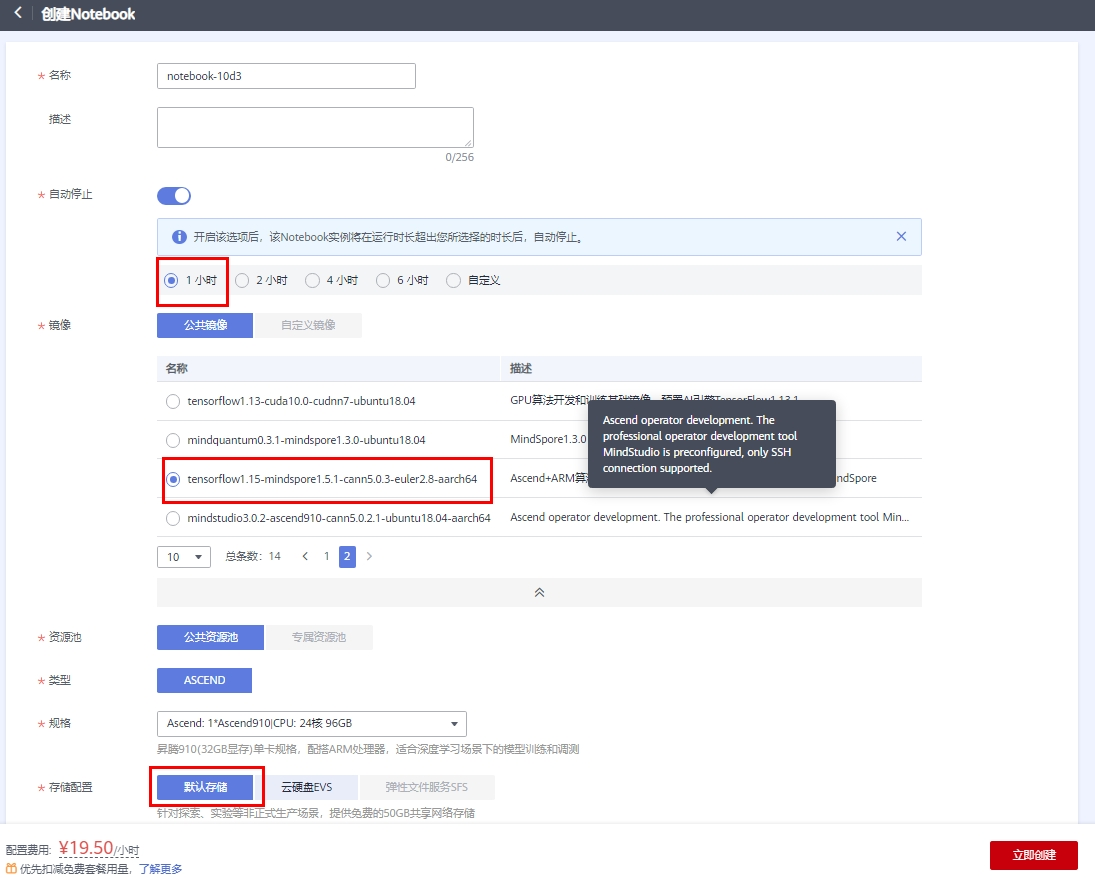 创建Notebook
* 名称
notebook-10d3
描述
0/256
* 自动停止
开启该选项后，该Notebook实例将在运行时长超出您所选择的时长后，自动停止。
1 小时 2 小时 4 小时 6 小时 自定义
* 镜像
公共镜像 自定义镜像
名称 描述
tensorflow1.13-cuda10.0-cudnn7-ubuntu18.04 GPU算法开发和训练基础镜像，预置AI引擎TensorFlow1.13.1
Ascend operator development. The
professional operator development tool
MindStudio is preconfigured, only SSH
connection supported.
mindquantum0.3.1-mindspore1.3.0-ubuntu18.04 MindSpore1.3.0
tensorflow1.15-mindspore1.5.1-cann5.0.3-euler2.8-aarch64 Ascend+ARM算 ndSpore
mindstudio3.0.2-ascend910-cann5.0.2.1-ubuntu18.04-aarch64 Ascend operator development. The professional operator development tool Min...
10 总条数：14 1 2
* 资源池
公共资源池 专属资源池
* 类型
ASCEND
* 规格
Ascend: 1*Ascend910|CPU: 24核 96GB
昇腾910(32GB显存)单卡规格，配搭ARM处理器，适合深度学习场景下的模型训练和调测
* 存储配置
默认存储 云硬盘EVS 弹性文件服务SFS
针对探索、实验等非正式生产场景，提供免费的50GB共享网络存储
配置费用: ¥19.50/小时
优先扣减免费套餐用量，了解更多
立即创建